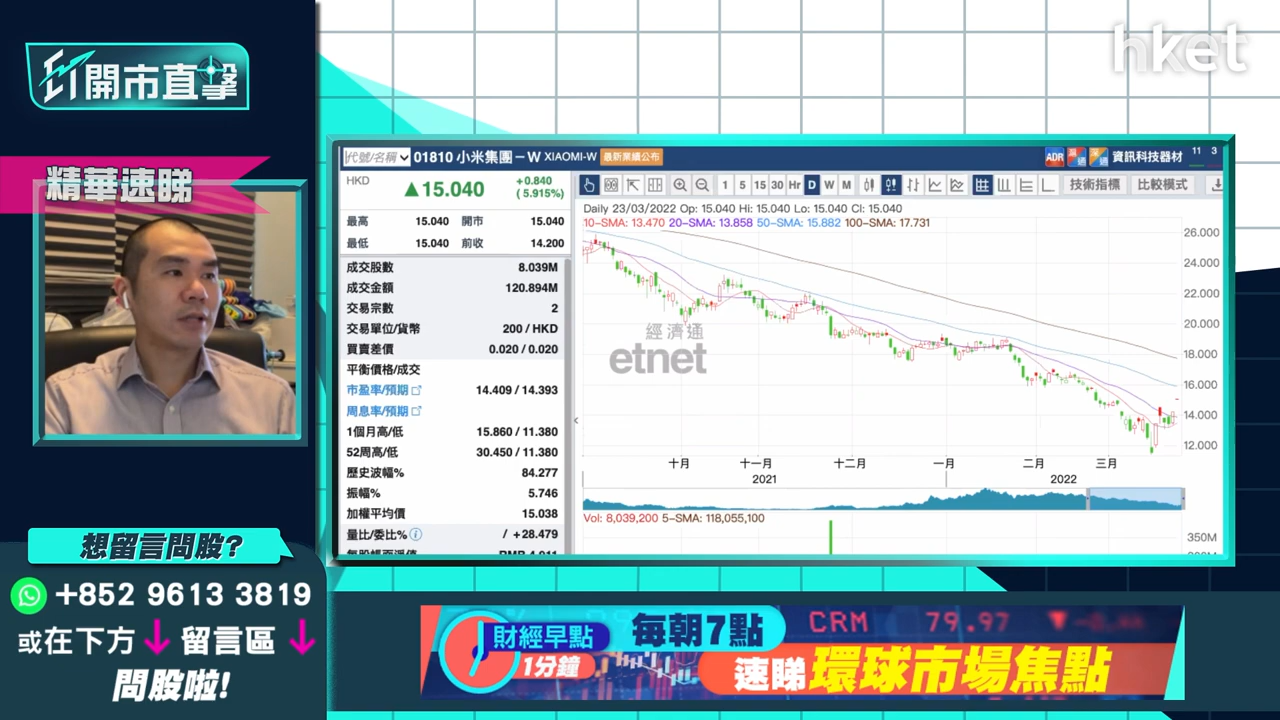 hket
ET開市直擊
精華速睇
代號/名稱 01810 小米集團－W XIAOMI-W 最新業績公布 ADR 資訊科技器材 11 3
HKD
▲15.040
+0.840
( 5.915%)
最高 15.040 開市 15.040
最低 15.040 前收 14.200
成交股數 8.039M
成交金額 120.894M
交易宗數 2
交易單位/貨幣 200 / HKD
買賣差價 0.020 / 0.020
平衡價格/成交
市盈率/預期 14.409 / 14.393
周息率/預期
1個月高/低 15.860 / 11.380
52周高/低 30.450 / 11.380
歷史波幅% 84.277
振幅% 5.746
加權平均價 15.038
量比/委比% / +28.479
1 5 15 30 Hr D W M 技術指標 比較模式
Daily 23/03/2022 Op: 15.040 Hi: 15.040 Lo: 15.040 Cl: 15.040
10-SMA: 13.470 20-SMA: 13.858 50-SMA: 15.882 100-SMA: 17.731
26.000
24.000
22.000
20.000
18.000
16.000
14.000
12.000
經濟通
etnet
十月 十一月 十二月 一月 二月 三月
2021 2022
Vol: 8,039,200 5-SMA: 118,055,100
350M
想留言問股?
+852 9613 3819
或在下方 留言區
問股啦!
財經早點
1分鐘
每朝7點
速睇環球市場焦點
CRM 79.97